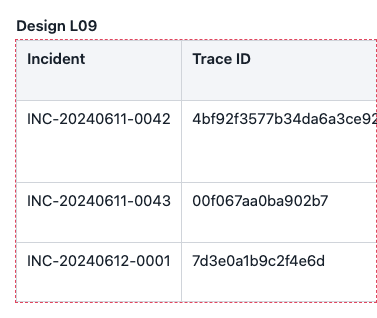 Design L09
Incident Trace ID
INC-20240611-0042 4bf92f3577b34da6a3ce92
INC-20240611-0043 00f067aa0ba902b7
INC-20240612-0001 7d3e0a1b9c2f4e6d